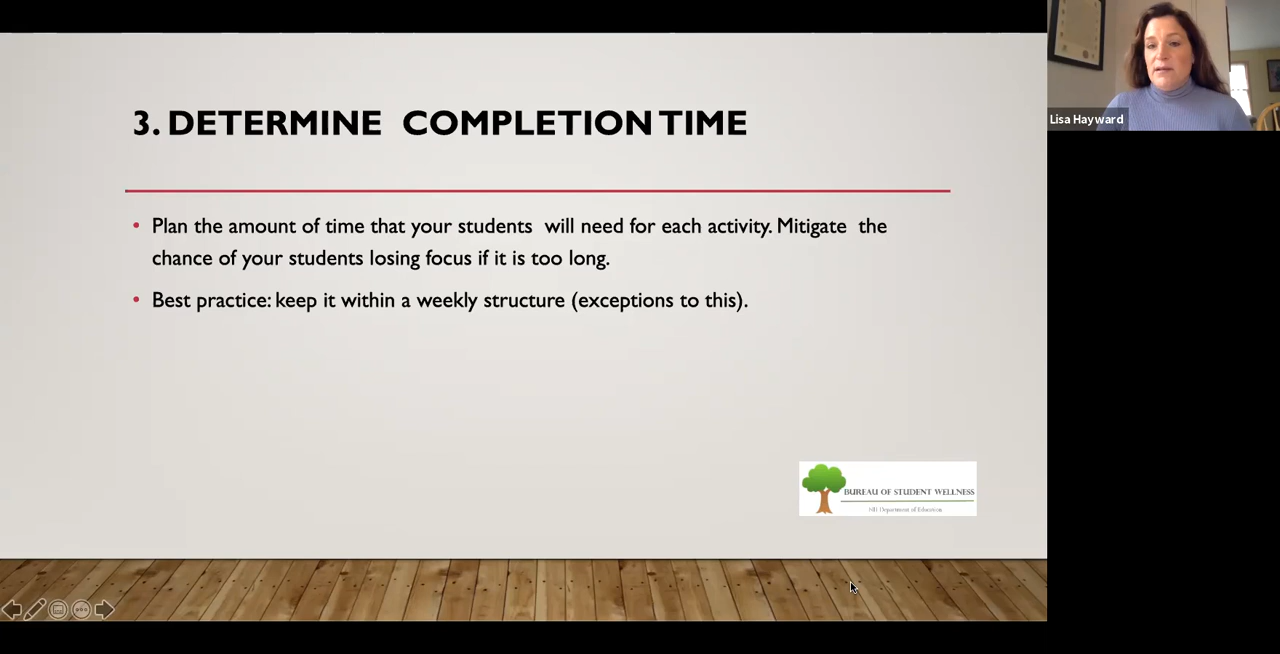 3. DETERMINE COMPLETION TIME
• Plan the amount of time that your students will need for each activity. Mitigate the
chance of your students losing focus if it is too long.
• Best practice: keep it within a weekly structure (exceptions to this).
BUREAU OF STUDENT WELLNESS
NH Department of Education
Lisa Hayward